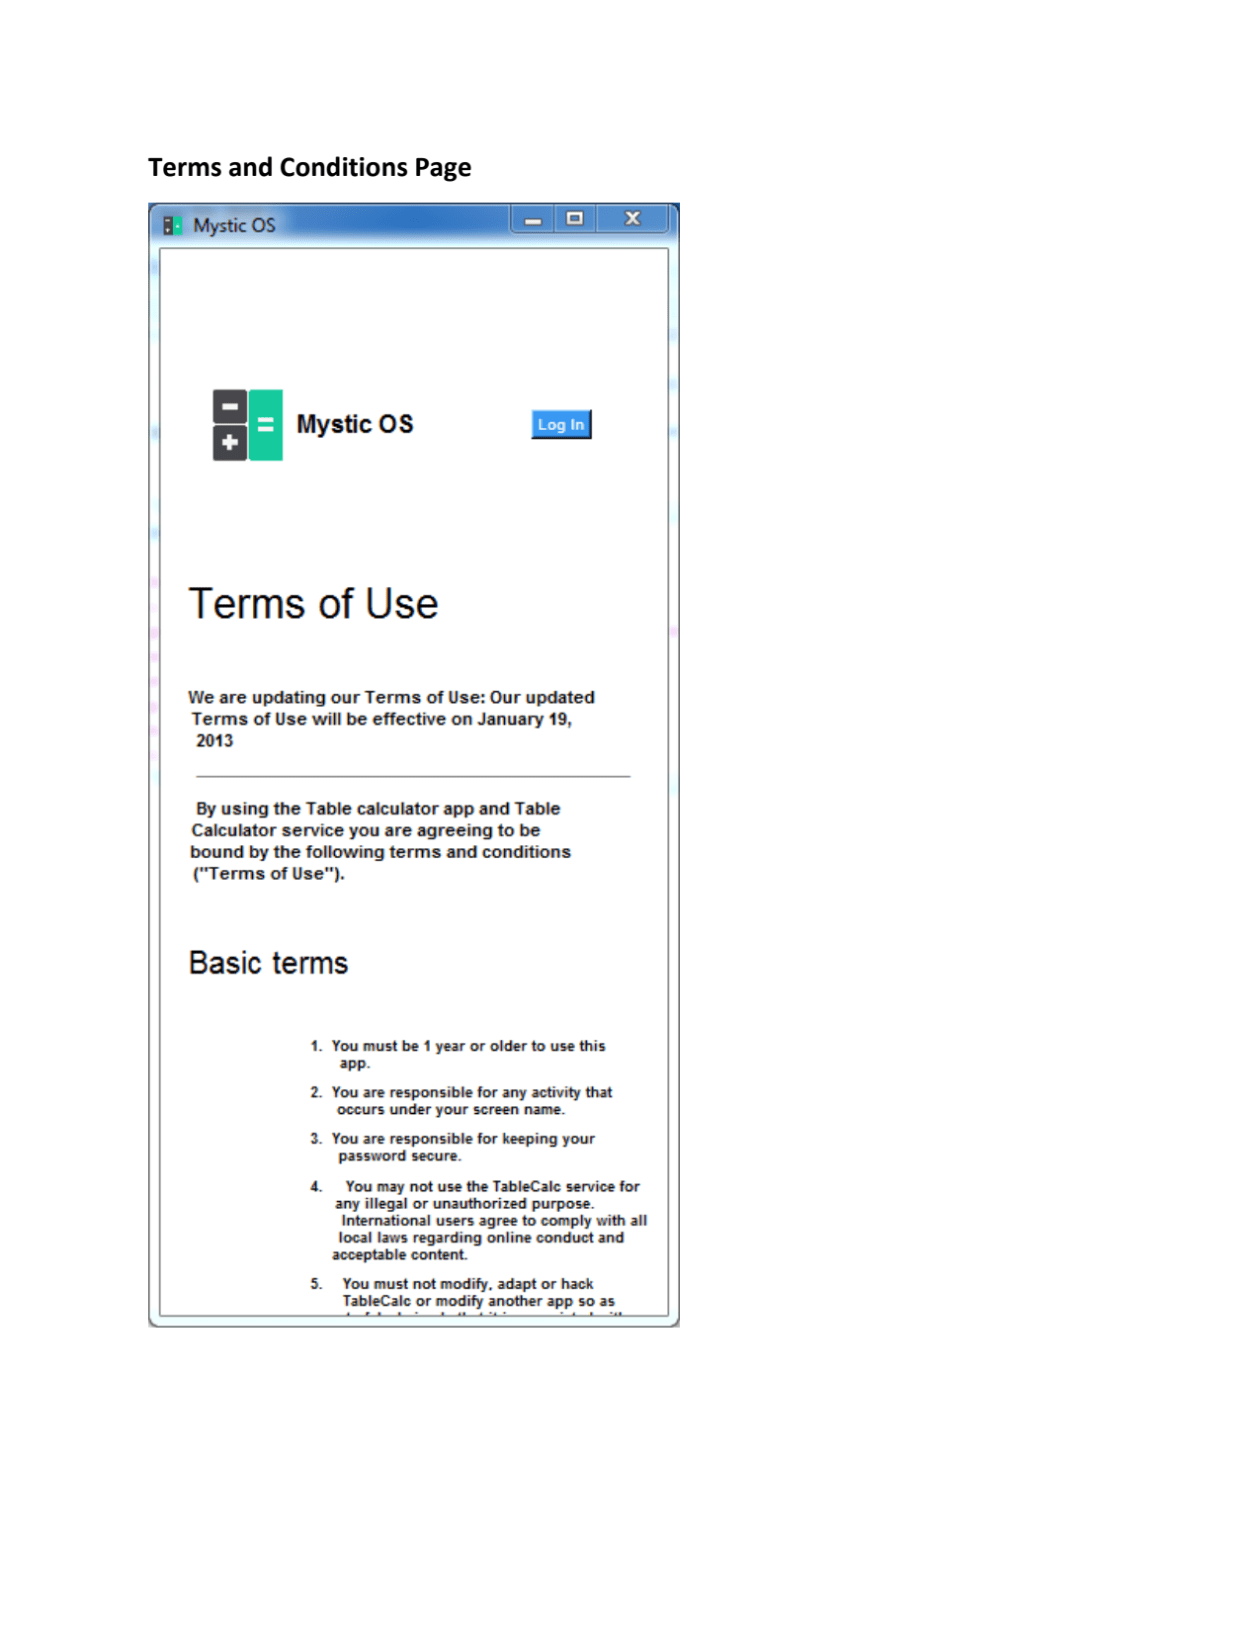 Terms and Conditions Page
Mystic OS
Mystic OS
Log In
Terms of Use
We are updating our Terms of Use: Our updated
Terms of Use will be effective on January 19,
2013
By using the Table calculator app and Table
Calculator service you are agreeing to be
bound by the following terms and conditions
("Terms of Use").
Basic terms
1. You must be 1 year or older to use this
app.
2. You are responsible for any activity that
occurs under your screen name.
3. You are responsible for keeping your
password secure.
4. You may not use the TableCalc service for
any illegal or unauthorized purpose.
International users agree to comply with all
local laws regarding online conduct and
acceptable content.
5. You must not modify, adapt or hack
TableCalc or modify another app so as